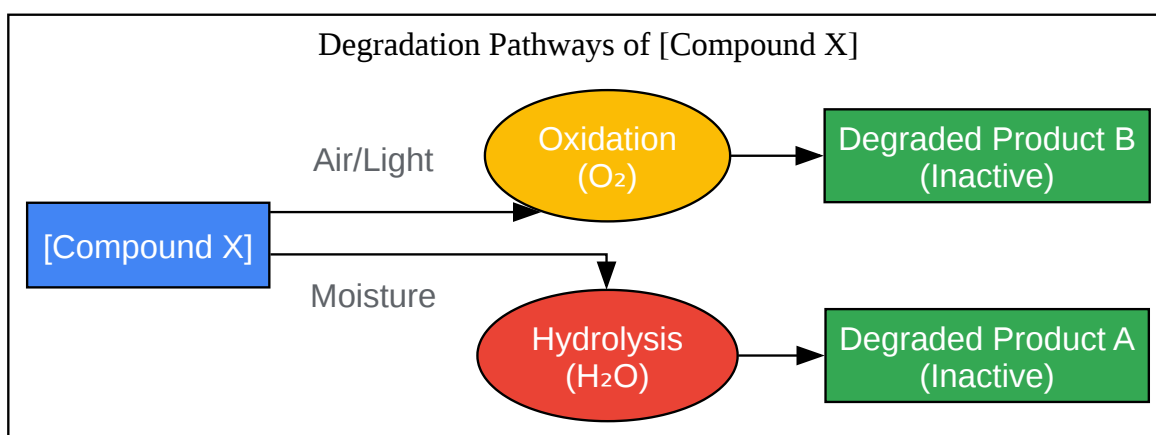 Degradation Pathways of [Compound X]
Air/Light
Oxidation
(O₂)
Degraded Product B
(Inactive)
[Compound X]
Moisture
Hydrolysis
(H₂O)
Degraded Product A
(Inactive)